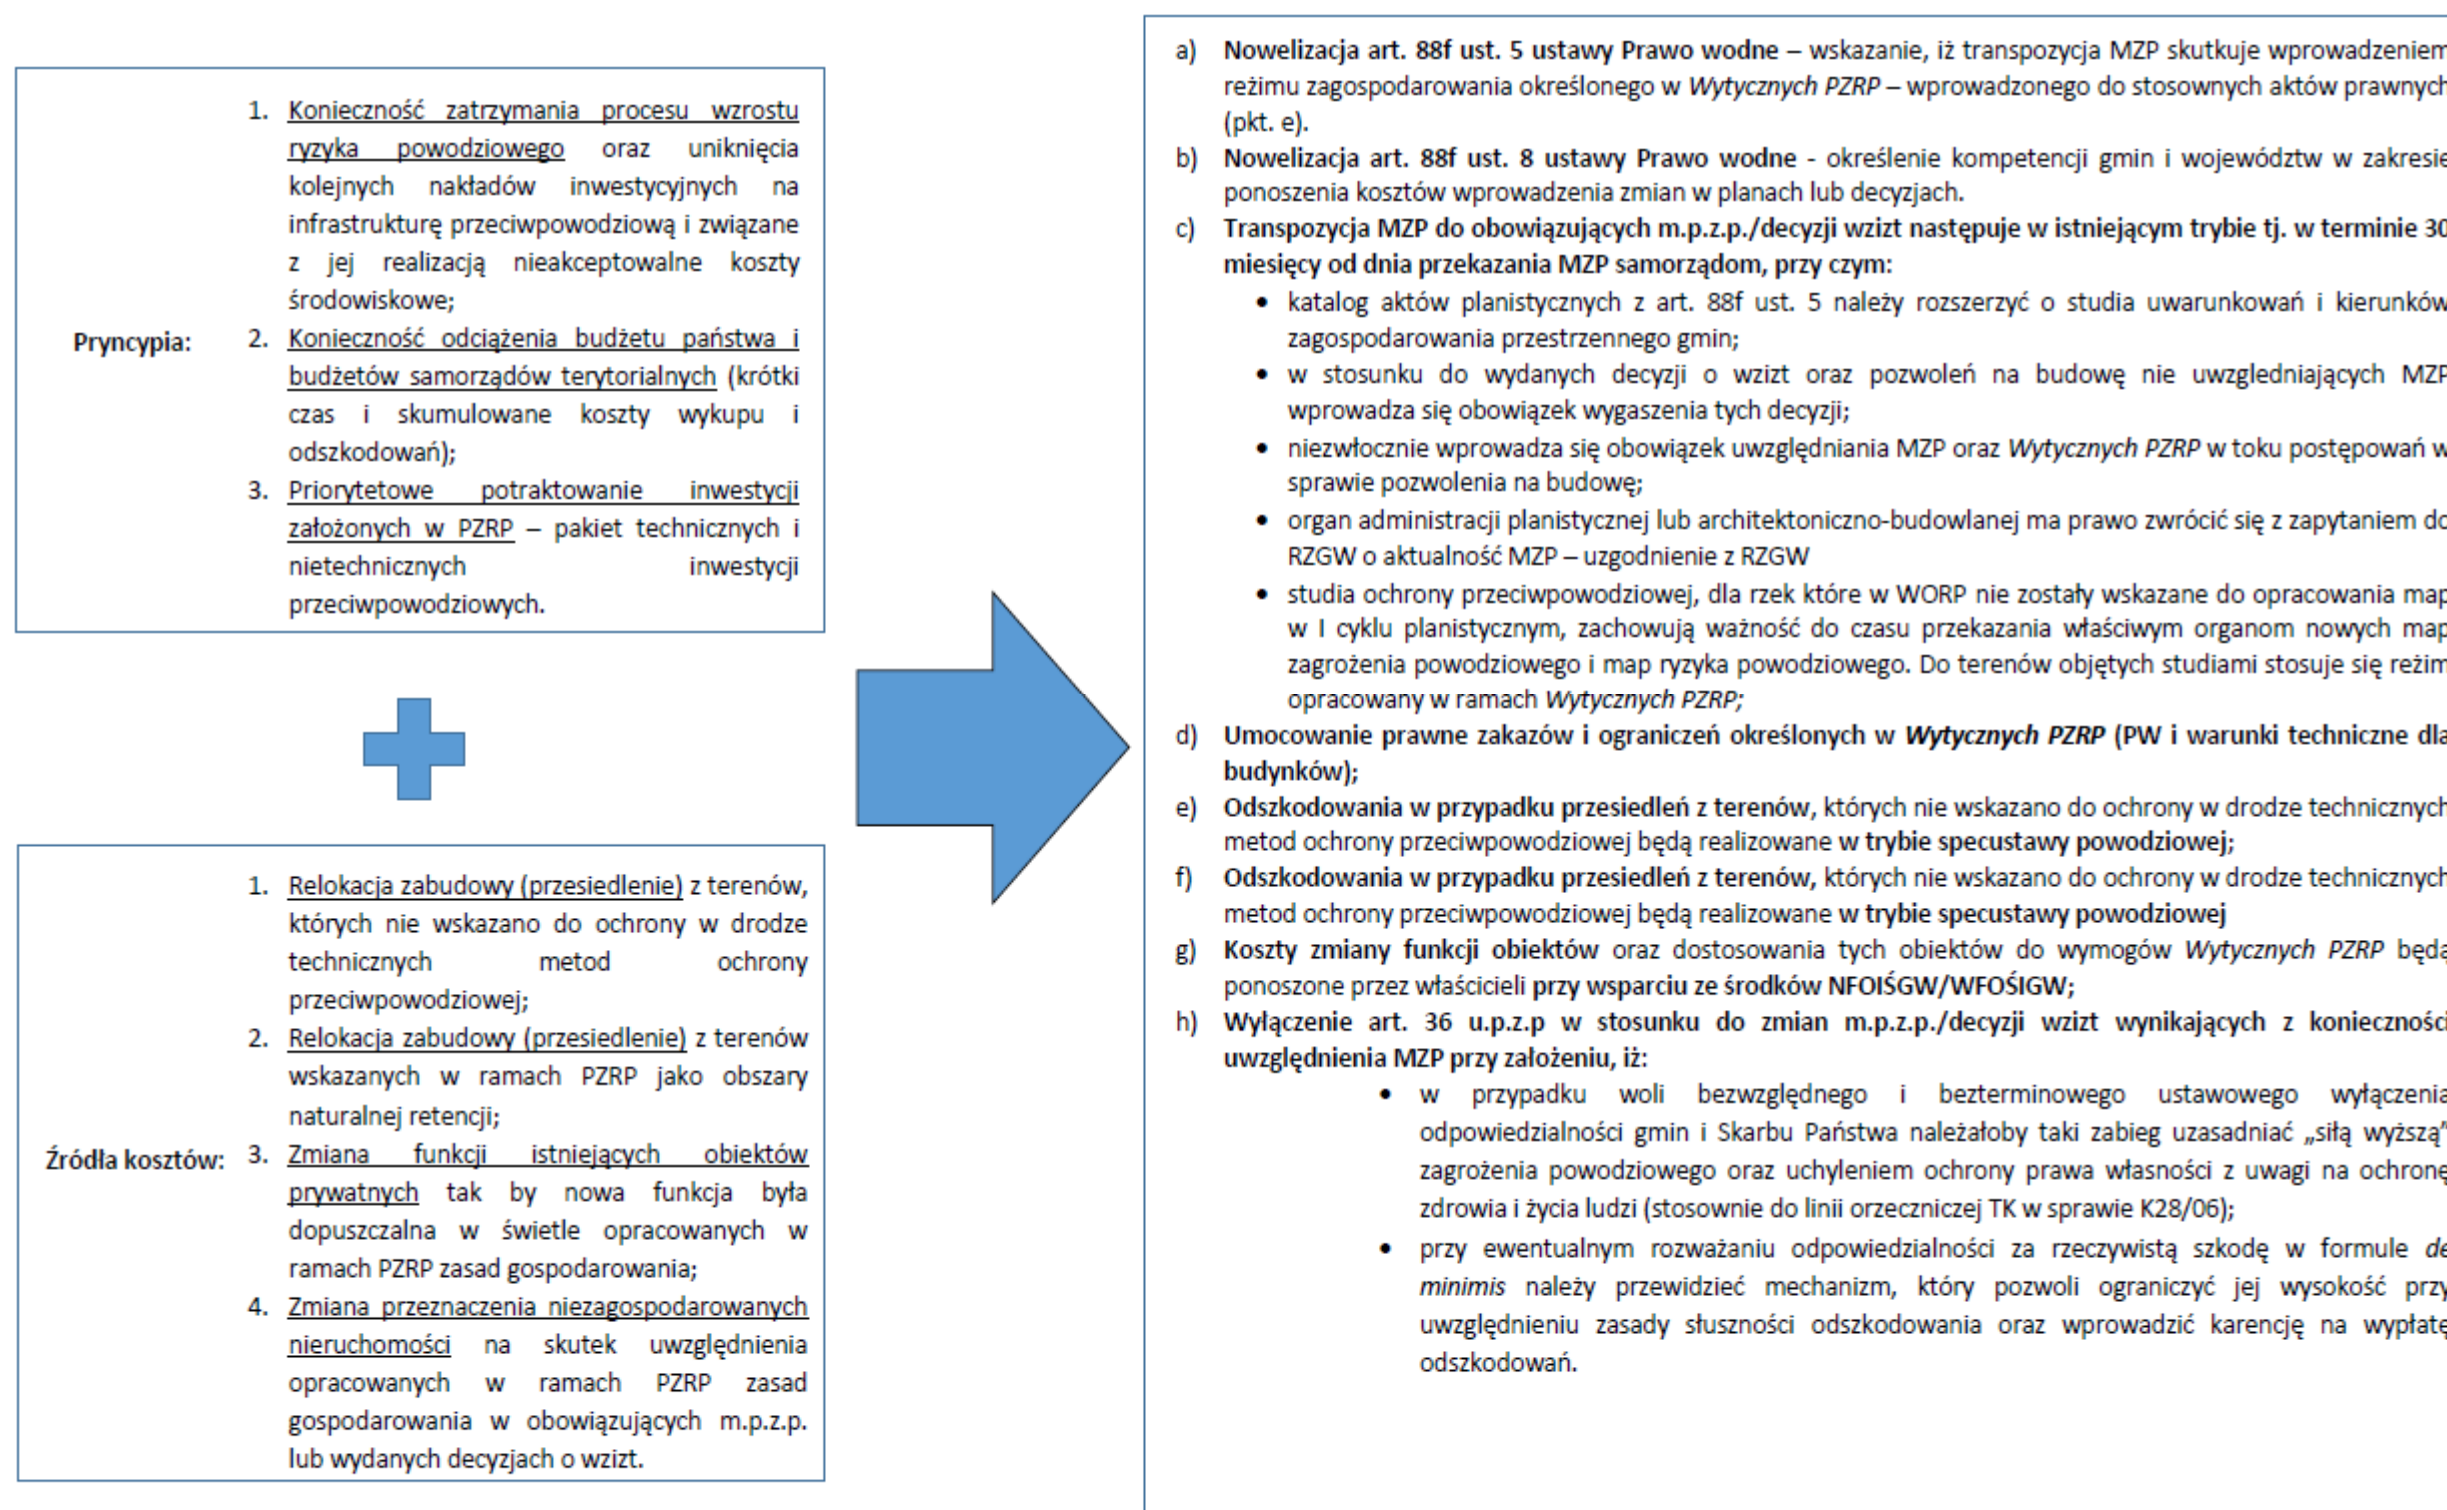 Pryncypia:
1. Konieczność zatrzymania procesu wzrostu
ryzyka powodziowego oraz uniknięcia
kolejnych nakładów inwestycyjnych na
infrastrukturę przeciwpowodziową i związane
z jej realizacją nieakceptowalne koszty
środowiskowe;
2. Konieczność odciążenia budżetu państwa i
budżetów samorządów terytorialnych (krótki
czas i skumulowane koszty wykupu i
odszkodowań);
3. Priorytetowe potraktowanie inwestycji
założonych w PZRP – pakiet technicznych i
nietechnicznych inwestycji
przeciwpowodziowych.
Źródła kosztów:
1. Relokacja zabudowy (przesiedlenie) z terenów,
których nie wskazano do ochrony w drodze
technicznych metod ochrony
przeciwpowodziowej;
2. Relokacja zabudowy (przesiedlenie) z terenów
wskazanych w ramach PZRP jako obszary
naturalnej retencji;
3. Zmiana funkcji istniejących obiektów
prywatnych tak by nowa funkcja była
dopuszczalna w świetle opracowanych w
ramach PZRP zasad gospodarowania;
4. Zmiana przeznaczenia niezagospodarowanych
nieruchomości na skutek uwzględnienia
opracowanych w ramach PZRP zasad
gospodarowania w obowiązujących m.p.z.p.
lub wydanych decyzjach o wzizt.
a) Nowelizacja art. 88f ust. 5 ustawy Prawo wodne – wskazanie, iż transpozycja MZP skutkuje wprowadzeniem
reżimu zagospodarowania określonego w Wytycznych PZRP – wprowadzonego do stosownych aktów prawnych
(pkt. e).
b) Nowelizacja art. 88f ust. 8 ustawy Prawo wodne - określenie kompetencji gmin i województw w zakresie
ponoszenia kosztów wprowadzenia zmian w planach lub decyzjach.
c) Transpozycja MZP do obowiązujących m.p.z.p./decyzji wzizt następuje w istniejącym trybie tj. w terminie 30
miesięcy od dnia przekazania MZP samorządom, przy czym:
• katalog aktów planistycznych z art. 88f ust. 5 należy rozszerzyć o studia uwarunkowań i kierunków
zagospodarowania przestrzennego gmin;
• w stosunku do wydanych decyzji o wzizt oraz pozwoleń na budowę nie uwzgledniających MZP
wprowadza się obowiązek wygaszenia tych decyzji;
• niezwłocznie wprowadza się obowiązek uwzględniania MZP oraz Wytycznych PZRP w toku postępowań w
sprawie pozwolenia na budowę;
• organ administracji planistycznej lub architektoniczno-budowlanej ma prawo zwrócić się z zapytaniem do
RZGW o aktualność MZP – uzgodnienie z RZGW
• studia ochrony przeciwpowodziowej, dla rzek które w WORP nie zostały wskazane do opracowania map
w I cyklu planistycznym, zachowują ważność do czasu przekazania właściwym organom nowych map
zagrożenia powodziowego i map ryzyka powodziowego. Do terenów objętych studiami stosuje się reżim
opracowany w ramach Wytycznych PZRP;
d) Umocowanie prawne zakazów i ograniczeń określonych w Wytycznych PZRP (PW i warunki techniczne dla
budynków);
e) Odszkodowania w przypadku przesiedleń z terenów, których nie wskazano do ochrony w drodze technicznych
metod ochrony przeciwpowodziowej będą realizowane w trybie specustawy powodziowej;
f) Odszkodowania w przypadku przesiedleń z terenów, których nie wskazano do ochrony w drodze technicznych
metod ochrony przeciwpowodziowej będą realizowane w trybie specustawy powodziowej
g) Koszty zmiany funkcji obiektów oraz dostosowania tych obiektów do wymogów Wytycznych PZRP będą
ponoszone przez właścicieli przy wsparciu ze środków NFOIŚGW/WFOŚIGW;
h) Wyłączenie art. 36 u.p.z.p w stosunku do zmian m.p.z.p./decyzji wzizt wynikających z konieczności
uwzględnienia MZP przy założeniu, iż:
• w przypadku woli bezwzględnego i bezterminowego ustawowego wyłączenia
odpowiedzialności gmin i Skarbu Państwa należałoby taki zabieg uzasadniać „siłą wyższą”
zagrożenia powodziowego oraz uchyleniem ochrony prawa własności z uwagi na ochronę
zdrowia i życia ludzi (stosownie do linii orzeczniczej TK w sprawie K28/06);
• przy ewentualnym rozważaniu odpowiedzialności za rzeczywistą szkodę w formule de
minimis należy przewidzieć mechanizm, który pozwoli ograniczyć jej wysokość przy
uwzględnieniu zasady słuszności odszkodowania oraz wprowadzić karencję na wypłatę
odszkodowań.